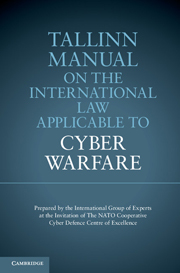 TALLINN
MANUAL
ON THE
INTERNATIONAL
LAW
APPLICABLE TO
CYBER
WARFARE
Prepared by the International Group of Experts
at the Invitation of The NATO Cooperative
Cyber Defence Centre of Excellence
CAMBRIDGE